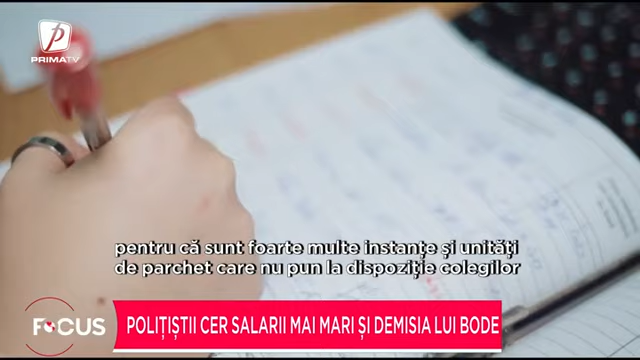 PRIMATV
pentru că sunt foarte multe instanțe și unități
de parchet care nu pun la dispoziție colegilor
FOCUS
POLIȚIȘTII CER SALARII MAI MARI ȘI DEMISIA LUI BODE